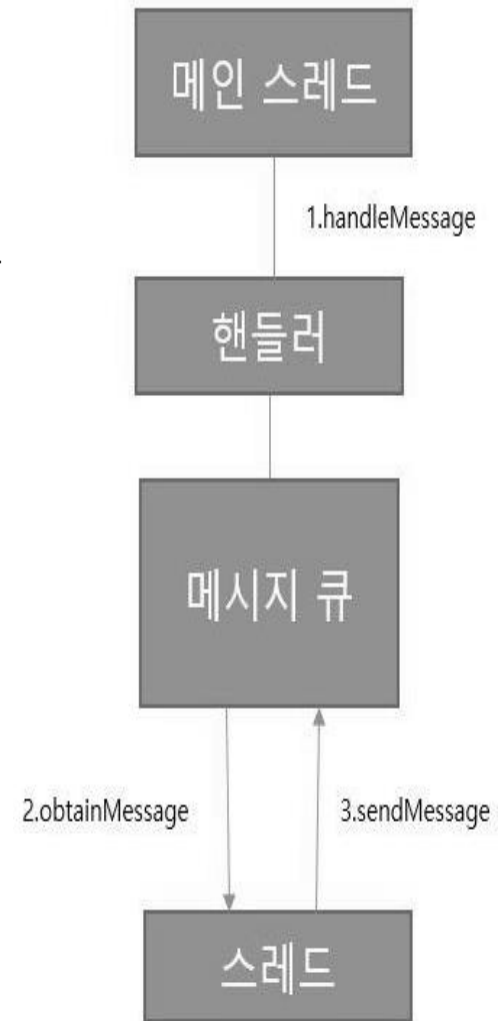 메인 스레드
1.handleMessage
핸들러
메시지 큐
2.obtainMessage
3.sendMessage
스레드